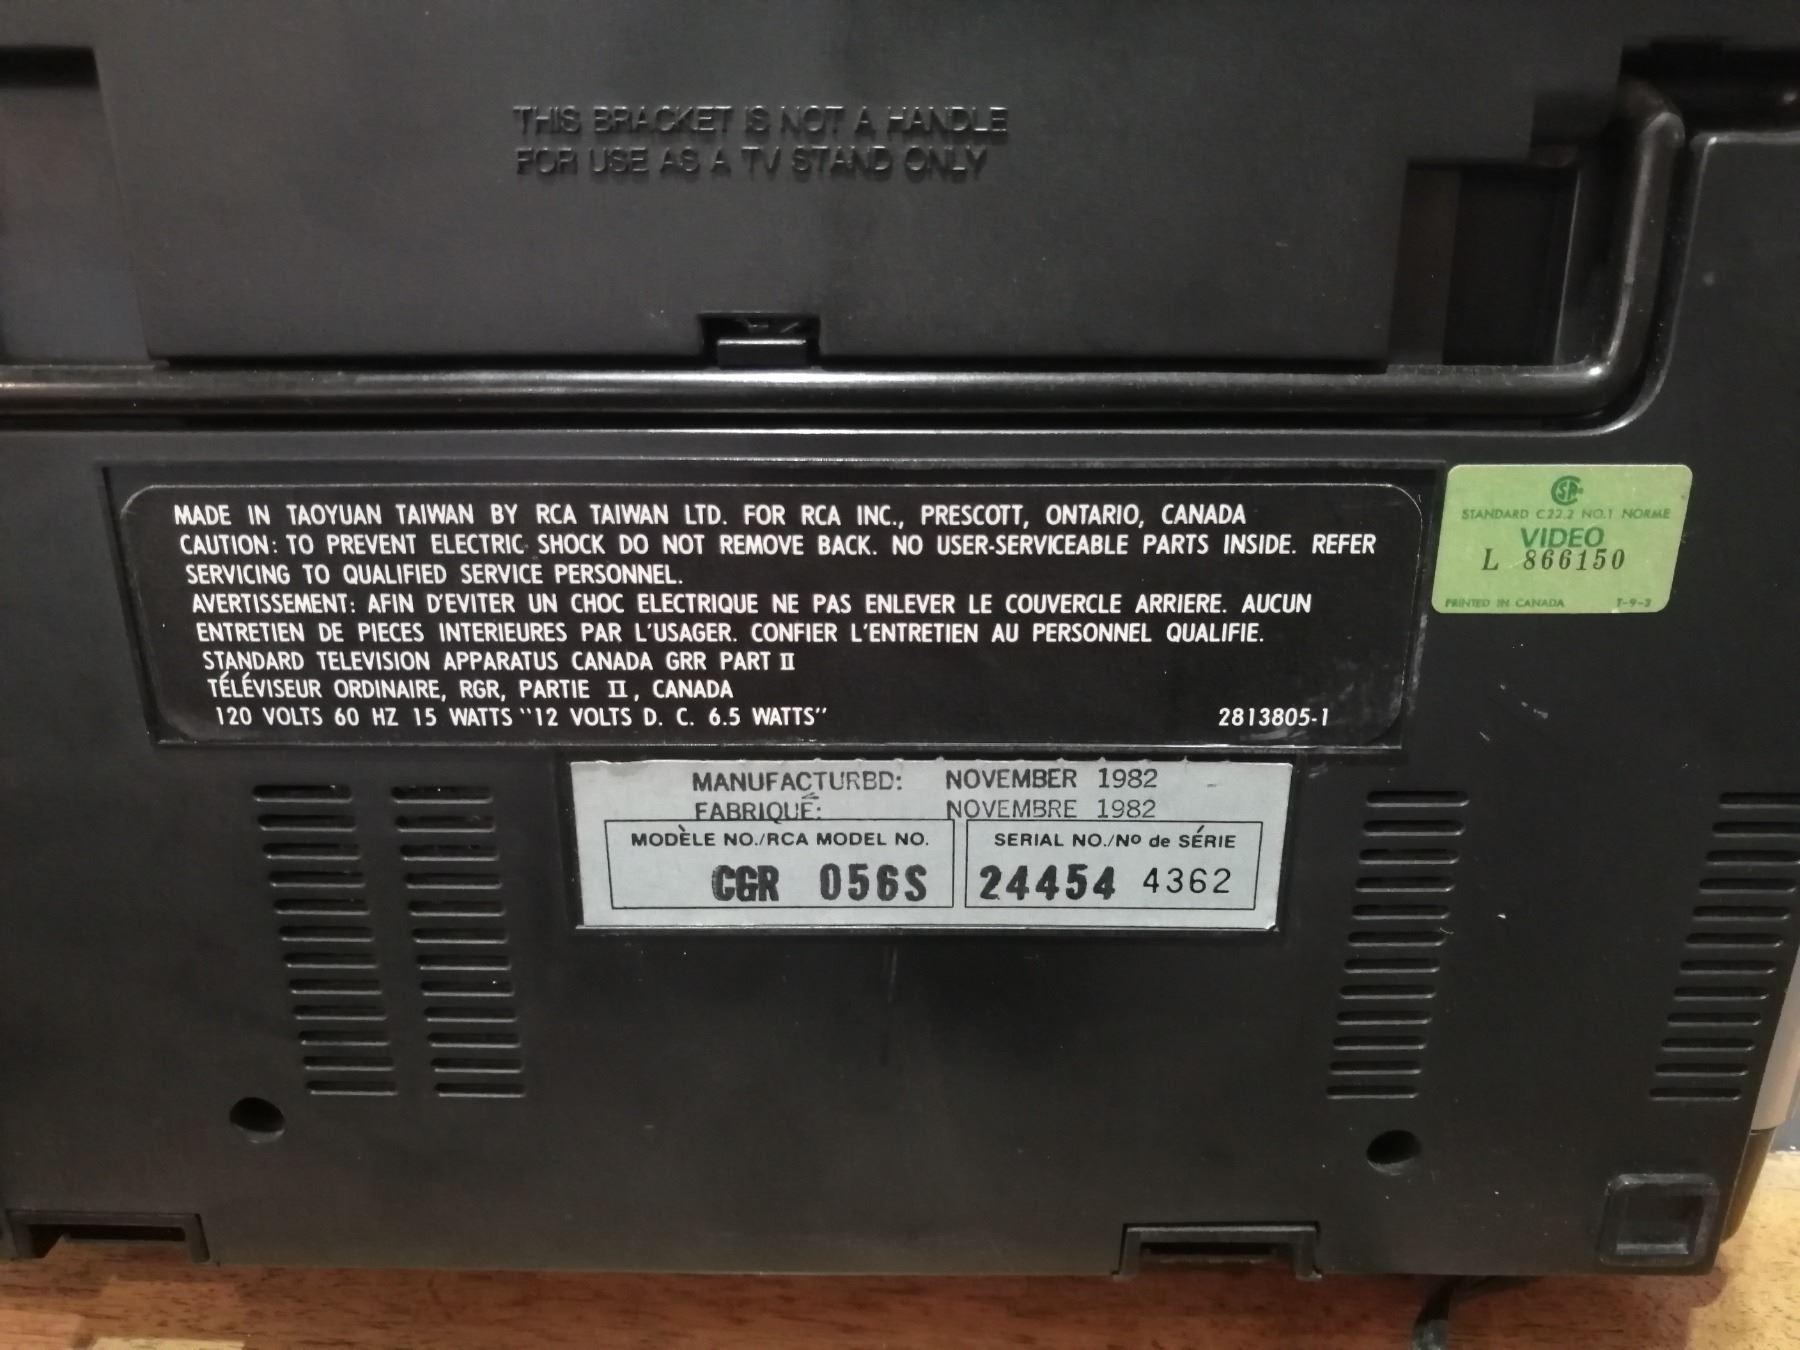 THIS BRACKET IS NOT A HANDLE
FOR USE AS A TV STAND ONLY
MADE IN TAOYUAN TAIWAN BY RCA TAIWAN LTD. FOR RCA INC., PRESCOTT, ONTARIO, CANADA
CAUTION: TO PREVENT ELECTRIC SHOCK DO NOT REMOVE BACK. NO USER-SERVICEABLE PARTS INSIDE. REFER
SERVICING TO QUALIFIED SERVICE PERSONNEL.
AVERTISSEMENT: AFIN D'EVITER UN CHOC ELECTRIQUE NE PAS ENLEVER LE COUVERCLE ARRIERE. AUCUN
ENTRETIEN DE PIECES INTERIEURES PAR L'USAGER. CONFIER L'ENTRETIEN AU PERSONNEL QUALIFIE.
STANDARD TELEVISION APPARATUS CANADA GRR PART II
TÉLÉVISEUR ORDINAIRE, RGR, PARTIE II, CANADA
120 VOLTS 60 HZ 15 WATTS "12 VOLTS D. C. 6.5 WATTS"
2813805-1
SP
STANDARD C22.2 NO.1 NORME
VIDEO
L 866150
PRINTED IN CANADA T-9-3
MANUFACTURBD: NOVEMBER 1982
FABRIQUÉ: NOVEMBRE 1982
MODÈLE NO./RCA MODEL NO.
CGR 056S
SERIAL NO./Nº de SÉRIE
24454 4362